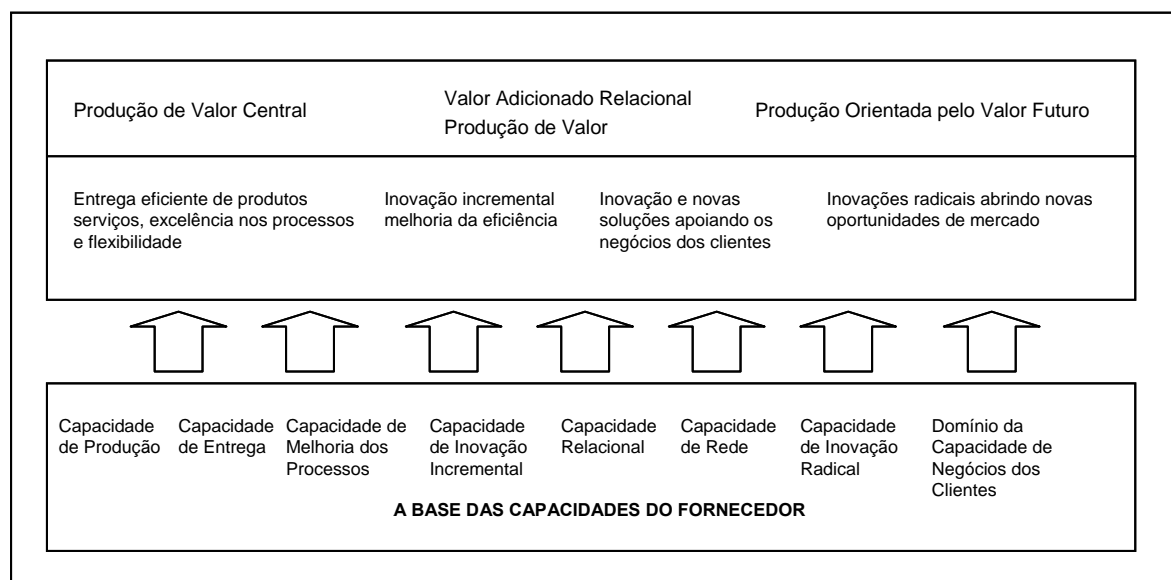 Produção de Valor Central
Valor Adicionado Relacional
Produção de Valor
Produção Orientada pelo Valor Futuro
Entrega eficiente de produtos
serviços, excelência nos processos
e flexibilidade
Inovação incremental
melhoria da eficiência
Inovação e novas
soluções apoiando os
negócios dos clientes
Inovações radicais abrindo novas
oportunidades de mercado
Capacidade
de Produção
Capacidade
de Entrega
Capacidade de
Melhoria dos
Processos
Capacidade
de Inovação
Incremental
Capacidade
Relacional
Capacidade
de Rede
Capacidade
de Inovação
Radical
Domínio da
Capacidade de
Negócios dos
Clientes
A BASE DAS CAPACIDADES DO FORNECEDOR